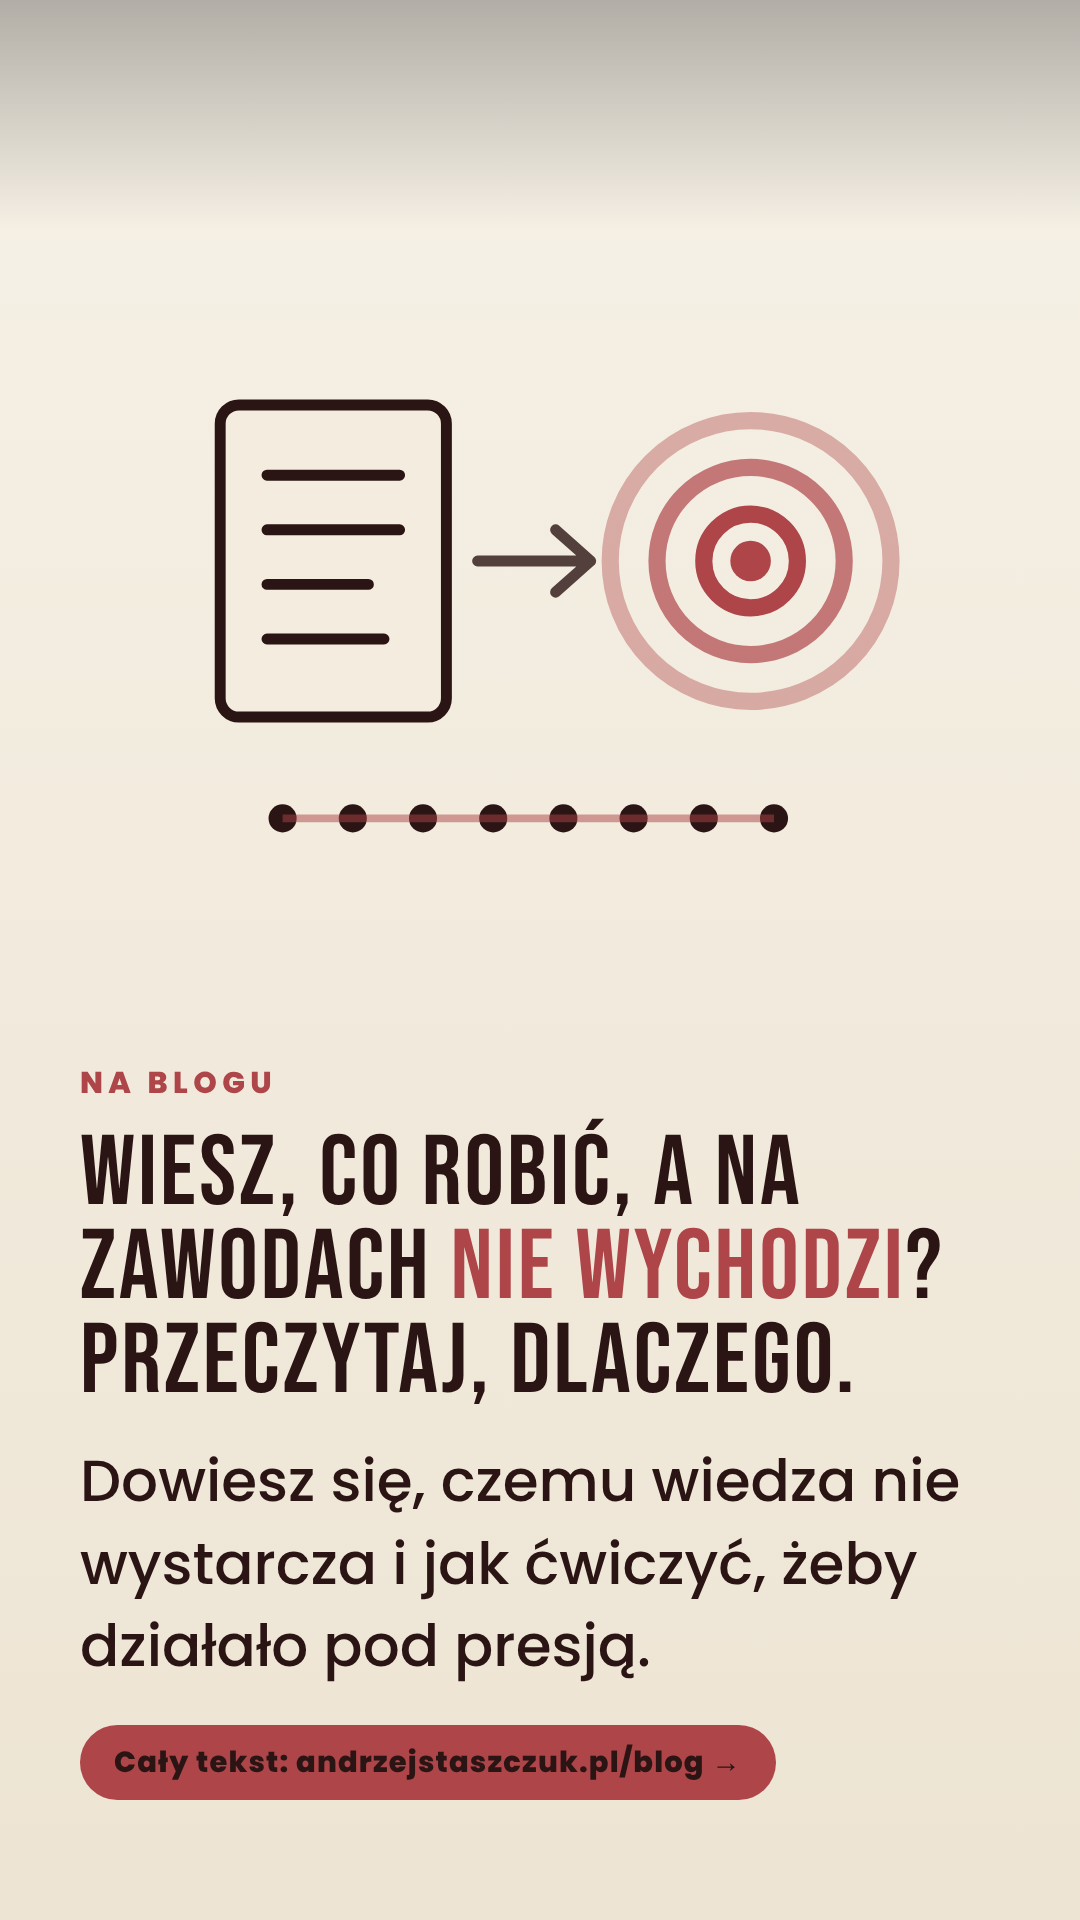 NA BLOGU
WIESZ, CO ROBIĆ, A NA
ZAWODACH NIE WYCHODZI?
PRZECZYTAJ, DLACZEGO.
Dowiesz się, czemu wiedza nie
wystarcza i jak ćwiczyć, żeby
działało pod presją.
Cały tekst: andrzejstaszczuk.pl/blog →